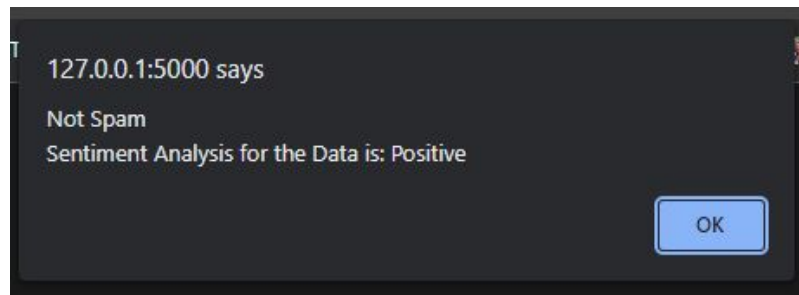 127.0.0.1:5000 says
Not Spam
Sentiment Analysis for the Data is: Positive
OK